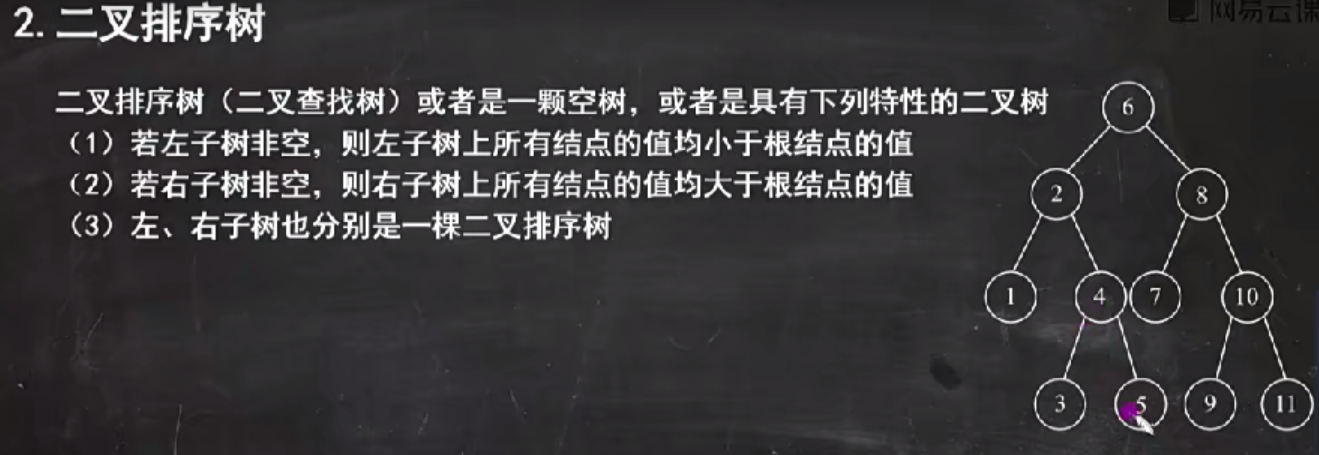 2. 二叉排序树
网易云课
二叉排序树（二叉查找树）或者是一颗空树，或者是具有下列特性的二叉树
（1）若左子树非空，则左子树上所有结点的值均小于根结点的值
（2）若右子树非空，则右子树上所有结点的值均大于根结点的值
（3）左、右子树也分别是一棵二叉排序树
6
2 8
1 4 7 10
3 5 9 11